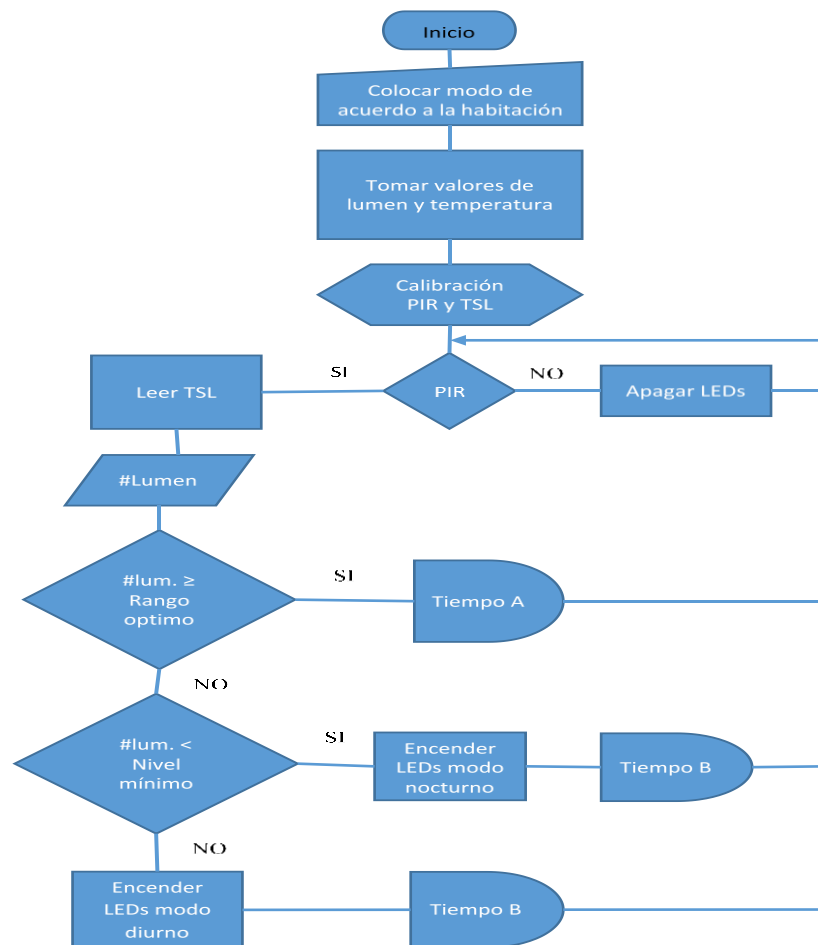 Inicio
Colocar modo de
acuerdo a la habitación
Tomar valores de
lumen y temperatura
Calibración
PIR y TSL
SI
NO
Leer TSL
PIR
Apagar LEDs
#Lumen
#lum. ≥
Rango
optimo
SI
Tiempo A
NO
#lum. <
Nivel
mínimo
SI
Encender
LEDs modo
nocturno
Tiempo B
NO
Encender
LEDs modo
diurno
Tiempo B